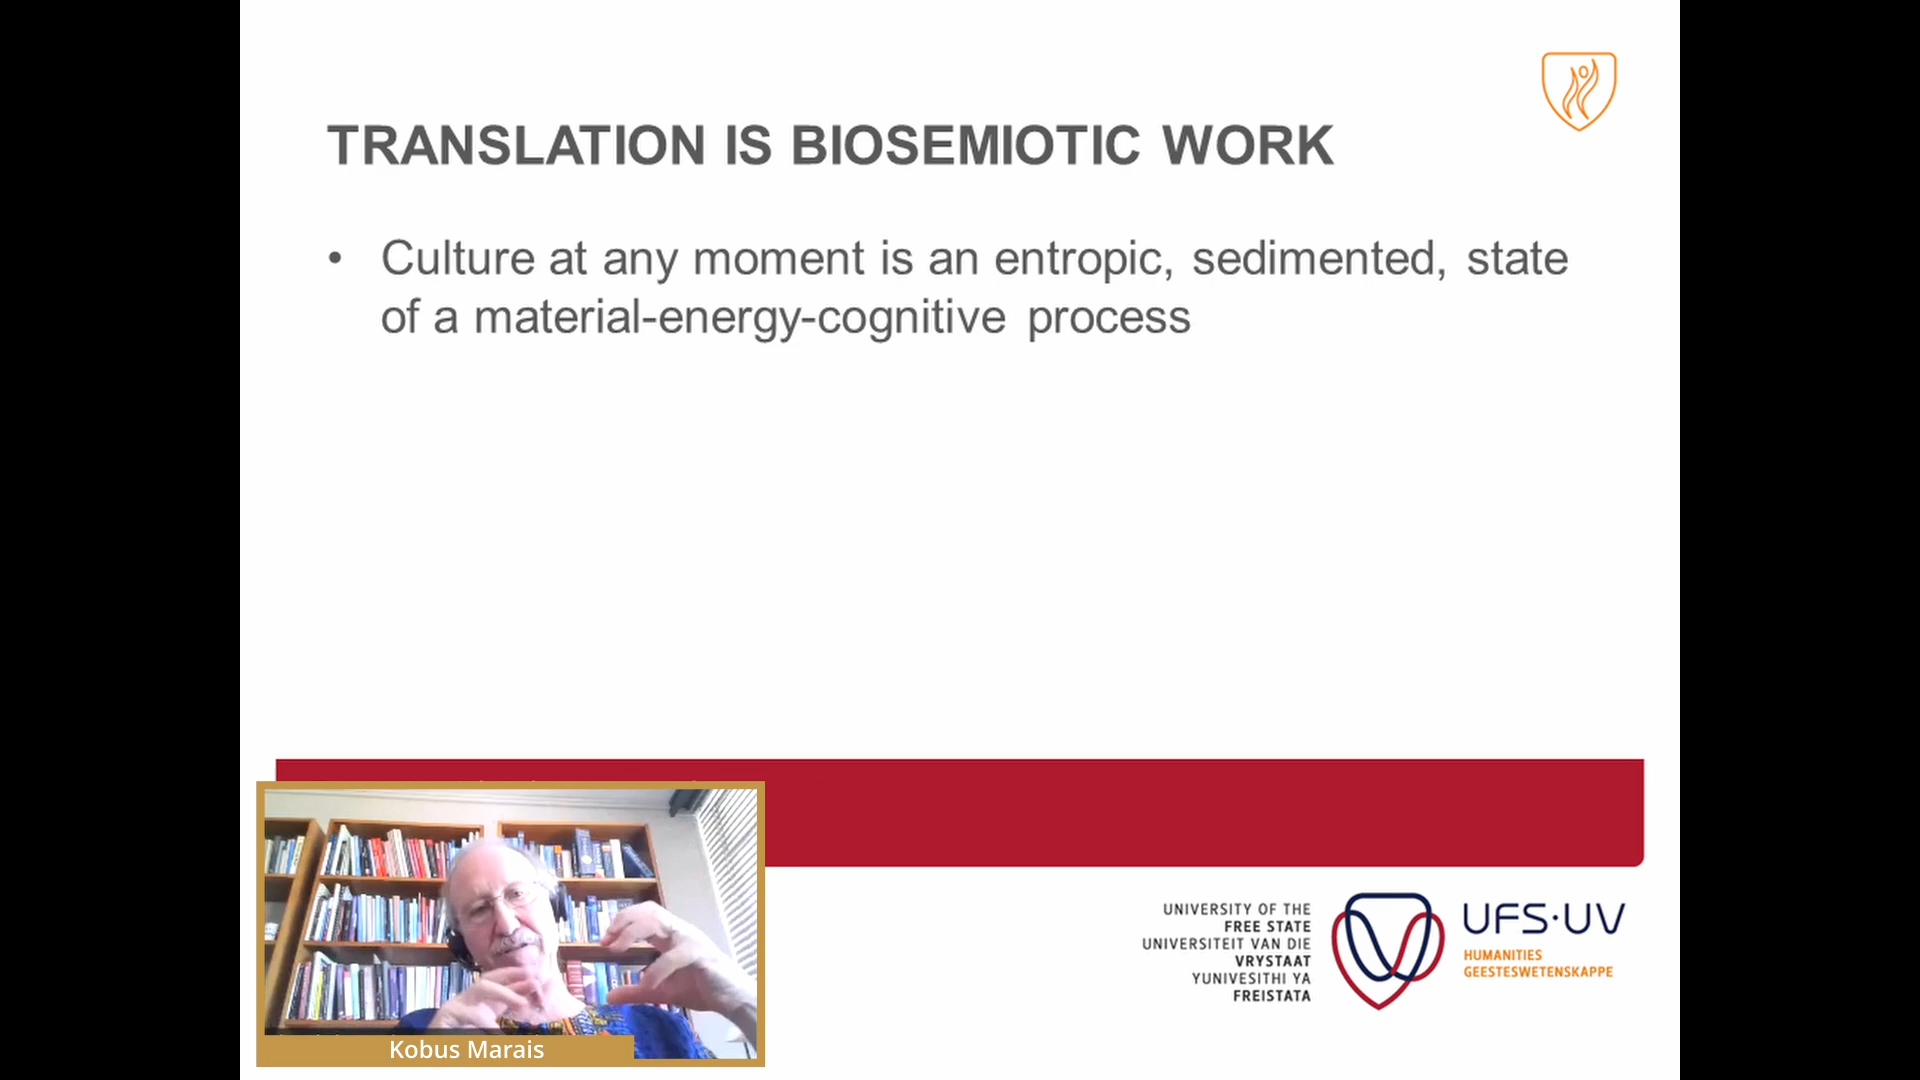 TRANSLATION IS BIOSEMIOTIC WORK
• Culture at any moment is an entropic, sedimented, state
of a material-energy-cognitive process
UNIVERSITY OF THE
FREE STATE
UNIVERSITEIT VAN DIE
VRYSTAAT
YUNIVESITHI YA
FREISTATA
UFS·UV
HUMANITIES
GEESTESWETENSKAPPE
Kobus Marais